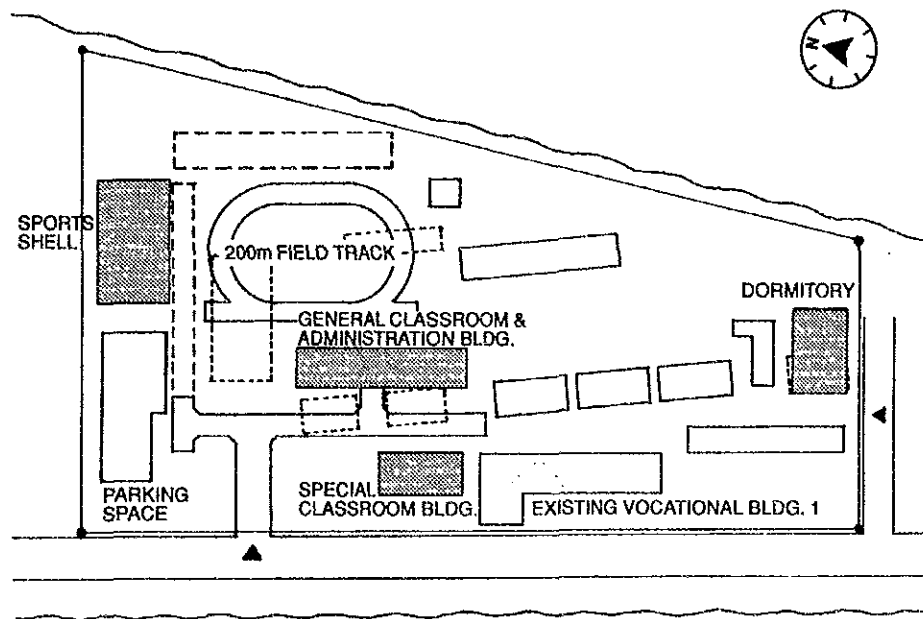 N
SPORTS
SHELL
200m FIELD TRACK
DORMITORY
GENERAL CLASSROOM &
ADMINISTRATION BLDG.
PARKING
SPACE
SPECIAL
CLASSROOM BLDG.
EXISTING VOCATIONAL BLDG. 1